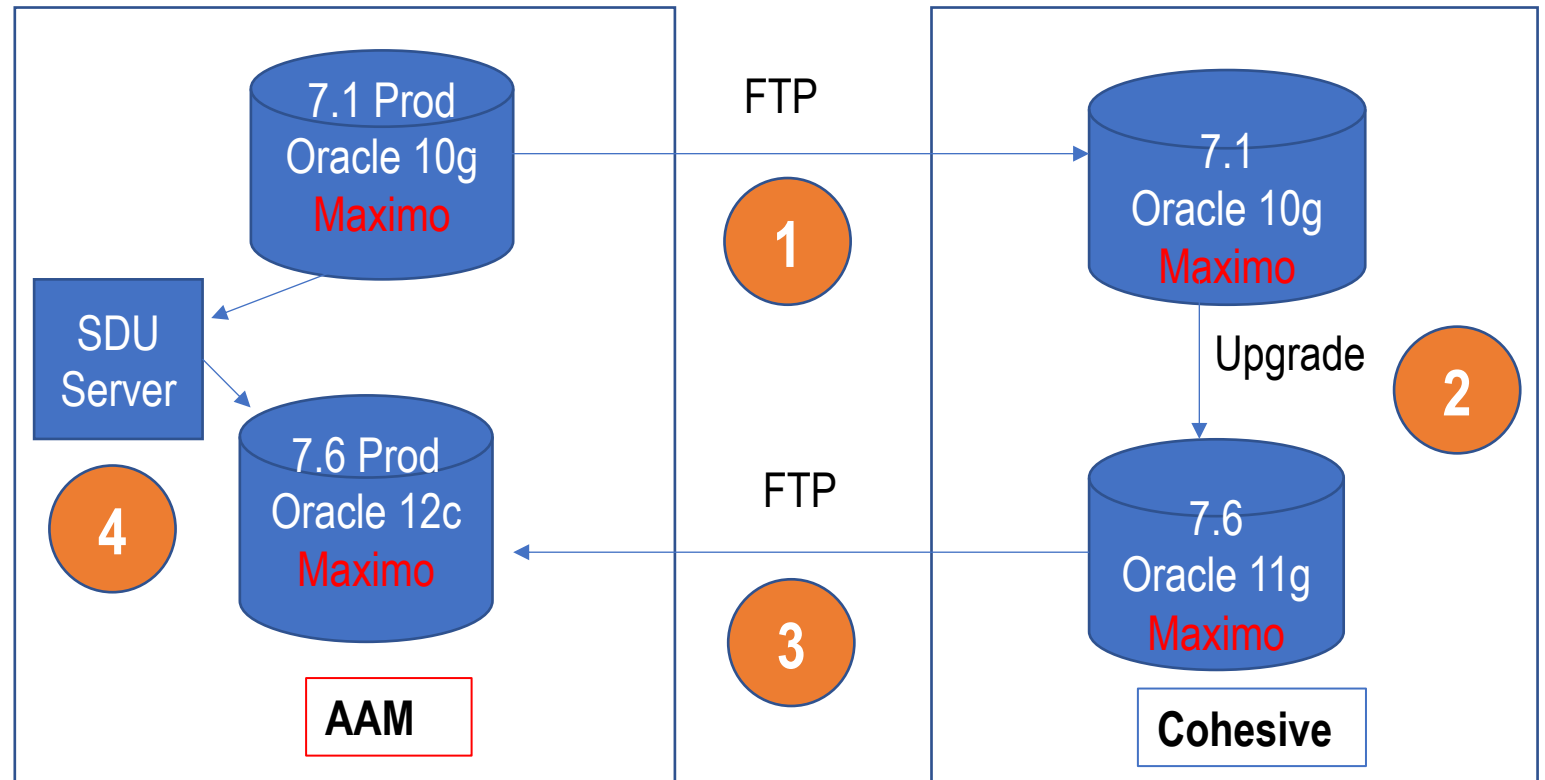 7.1 Prod
Oracle 10g
Maximo
FTP
1
7.1
Oracle 10g
Maximo
SDU
Server
Upgrade
2
7.6 Prod
Oracle 12c
Maximo
4
FTP
3
7.6
Oracle 11g
Maximo
AAM
Cohesive